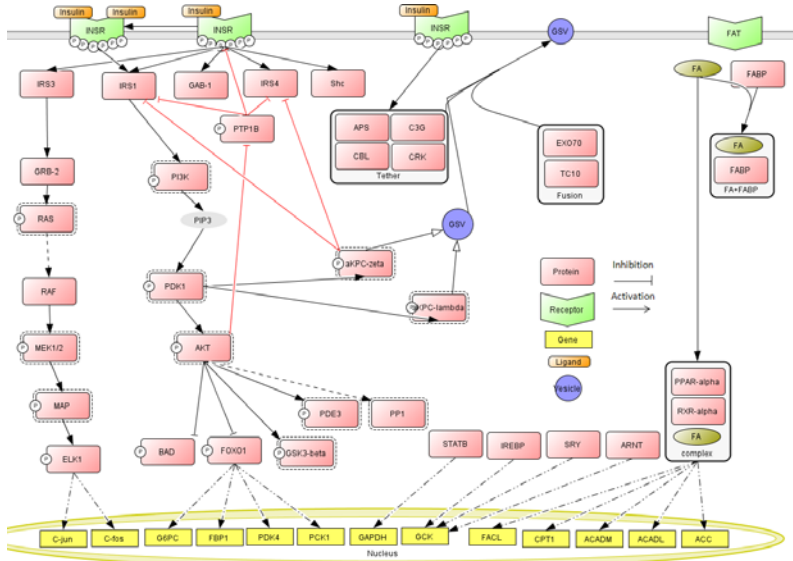 Insulin
Insulin
Insulin
Insulin
INSR
INSR
INSR
GSV
FAT
P P P P P P
P P P P P P
P P P P P P
IRS3
IRS1
GAB-1
IRS4
Shc
FA
FABP
P
PTP1B
APS
C3G
CBL
CRK
Tether
EXO70
TC10
Fusion
FA
FABP
FA+FABP
GRB-2
P
PI3K
P
RAS
PIP3
GSV
P
aKPC-zeta
RAF
PDK1
P
KPC-lambda
P
Protein
Inhibition
Receptor
Activation
Gene
Ligand
Vesicle
P
MEK1/2
P
AKT
PPAR-alpha
RXR-alpha
FA
complex
P
MAP
P
PDE3
PP1
P
ELK1
P
BAD
P
FOXO1
P
GSK3-beta
STATB
IREBP
SRY
ARNT
C-jun
C-fos
G6PC
FBP1
PDK4
PCK1
GAPDH
GCK
FACL
CPT1
ACADM
ACADL
ACC
Nucleus